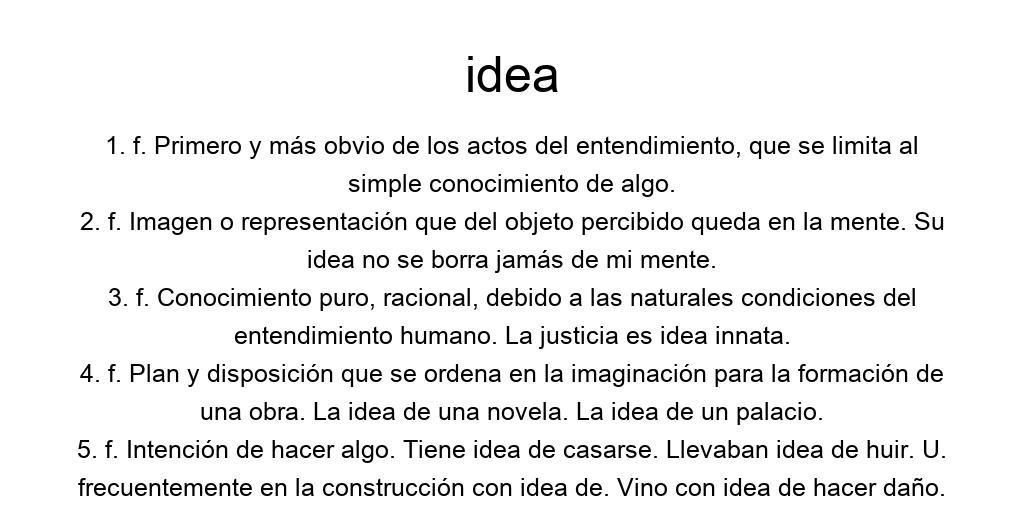 idea
1. f. Primero y más obvio de los actos del entendimiento, que se limita al
simple conocimiento de algo.
2. f. Imagen o representación que del objeto percibido queda en la mente. Su
idea no se borra jamás de mi mente.
3. f. Conocimiento puro, racional, debido a las naturales condiciones del
entendimiento humano. La justicia es idea innata.
4. f. Plan y disposición que se ordena en la imaginación para la formación de
una obra. La idea de una novela. La idea de un palacio.
5. f. Intención de hacer algo. Tiene idea de casarse. Llevaban idea de huir. U.
frecuentemente en la construcción con idea de. Vino con idea de hacer daño.